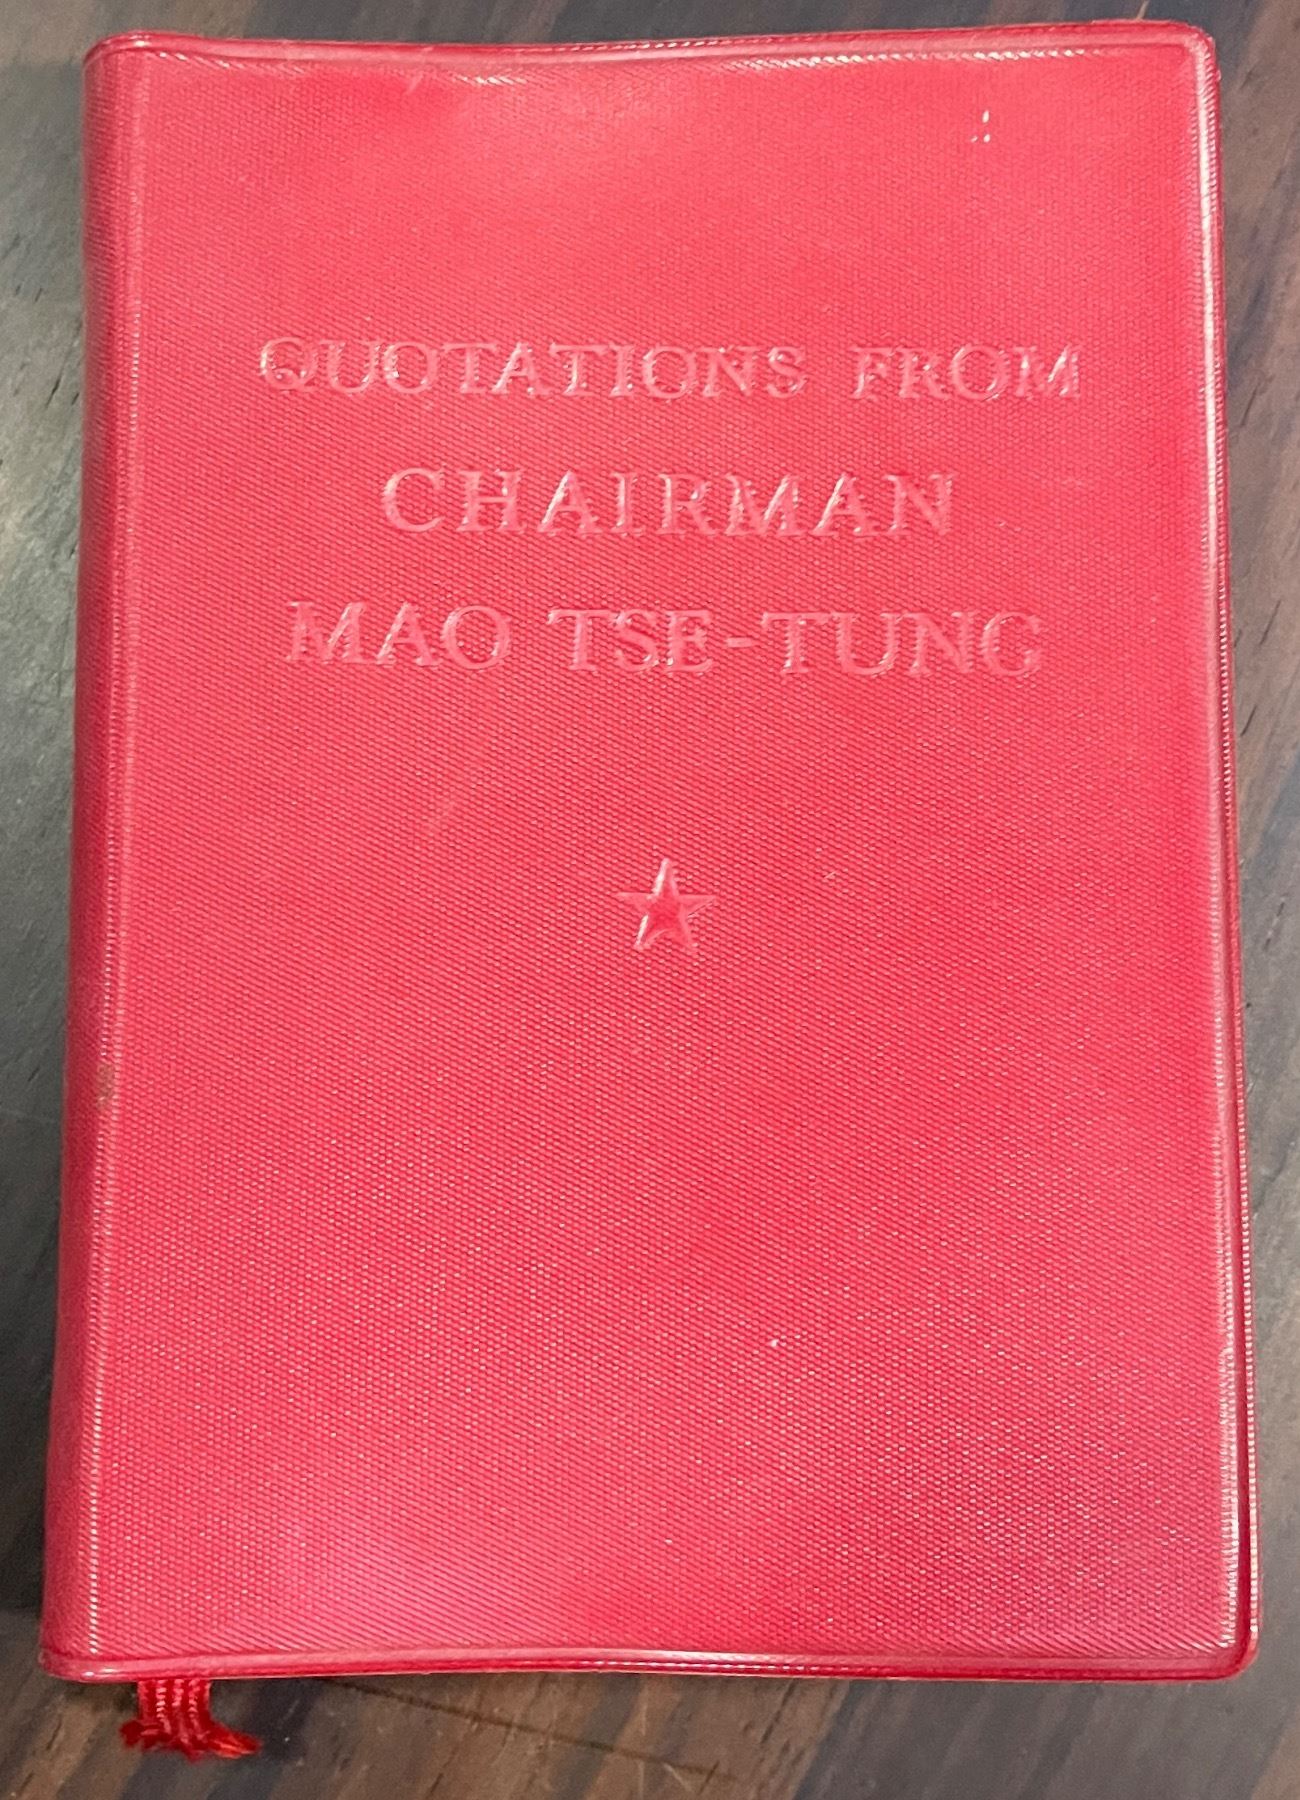 QUOTATIONS FROM
CHAIRMAN
MAO TSE-TUNG